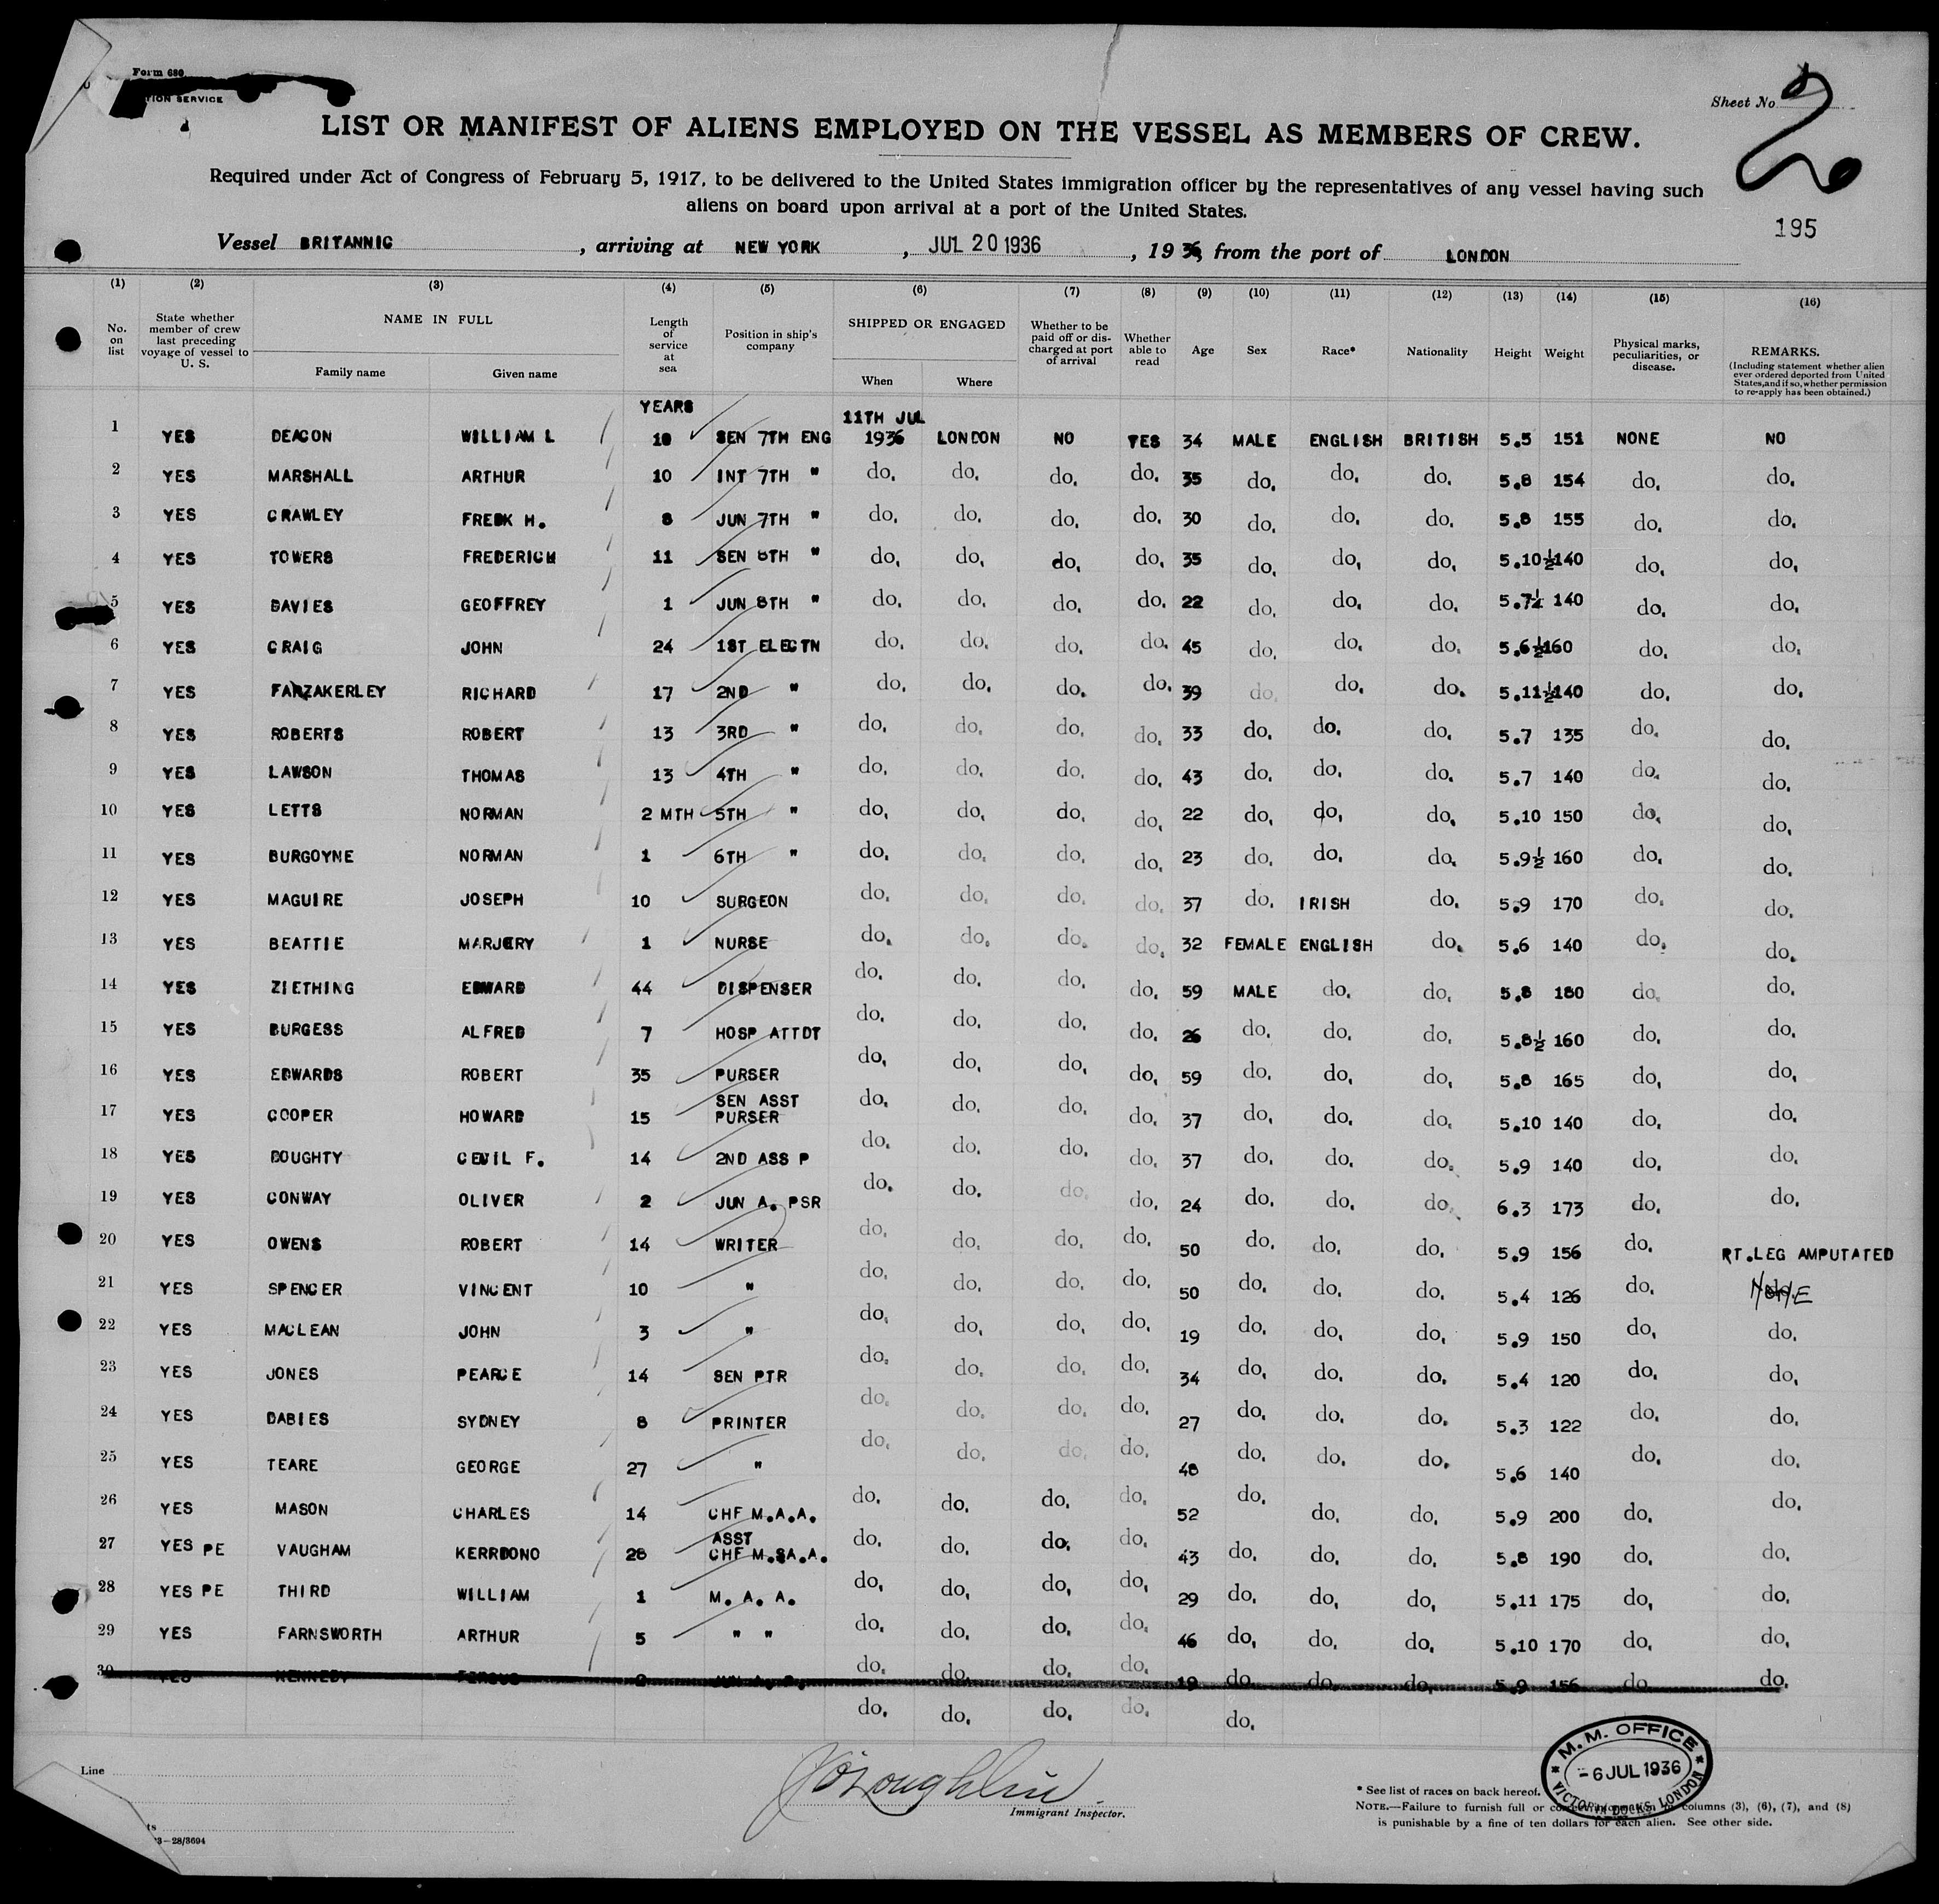 Form 680
TION SERVICE
Sheet No. 2
LIST OR MANIFEST OF ALIENS EMPLOYED ON THE VESSEL AS MEMBERS OF CREW.
Required under Act of Congress of February 5, 1917, to be delivered to the United States immigration officer by the representatives of any vessel having such
aliens on board upon arrival at a port of the United States.
195
Vessel BRITANNIC, arriving at NEW YORK, JUL 20 1936, 1936, from the port of LONDON
(1) (2) (3) (4) (5) (6) (7) (8) (9) (10) (11) (12) (13) (14) (15) (16)
No. on list
State whether member of crew last preceding voyage of vessel to U. S.
NAME IN FULL
Family name Given name
Length of service at sea
Position in ship's company
SHIPPED OR ENGAGED
When Where
Whether to be paid off or discharged at port of arrival
Whether able to read
Age Sex Race* Nationality Height Weight
Physical marks, peculiarities, or disease.
REMARKS.
(Including statement whether alien ever ordered deported from United States, and if so, whether permission to re-apply has been obtained.)
YEARS 11TH JUL
1 YES DEACON WILLIAM L 10 SEN 7TH ENG 1936 LONDON NO YES 34 MALE ENGLISH BRITISH 5.5 151 NONE NO
2 YES MARSHALL ARTHUR 10 INT 7TH " do. do. do. do. 35 do. do. do. 5.8 154 do. do.
3 YES CRAWLEY FREDK H. 8 JUN 7TH " do. do. do. do. 30 do. do. do. 5.8 155 do. do.
4 YES TOWERS FREDERICK 11 SEN 8TH " do. do. do. do. 35 do. do. do. 5.10½ 140 do. do.
5 YES DAVIES GEOFFREY 1 JUN 8TH " do. do. do. do. 22 do. do. do. 5.7½ 140 do. do.
6 YES CRAIG JOHN 24 1ST ELECTN do. do. do. do. 45 do. do. do. 5.6½ 160 do. do.
7 YES FARZAKERLEY RICHARD 17 2ND " do. do. do. do. 39 do. do. do. 5.11½ 140 do. do.
8 YES ROBERTS ROBERT 13 3RD " do. do. do. do. 33 do. do. do. 5.7 135 do. do.
9 YES LAWSON THOMAS 13 4TH " do. do. do. do. 43 do. do. do. 5.7 140 do. do.
10 YES LETTS NORMAN 2 MTH 5TH " do. do. do. do. 22 do. do. do. 5.10 150 do. do.
11 YES BURGOYNE NORMAN 1 6TH " do. do. do. do. 23 do. do. do. 5.9½ 160 do. do.
12 YES MAGUIRE JOSEPH 10 SURGEON do. do. do. do. 37 do. IRISH do. 5.9 170 do. do.
13 YES BEATTIE MARJORY 1 NURSE do. do. do. do. 32 FEMALE ENGLISH do. 5.6 140 do. do.
14 YES ZIETHING EDWARD 44 DISPENSER do. do. do. do. 59 MALE do. do. 5.8 180 do. do.
15 YES BURGESS ALFRED 7 HOSP ATTDT do. do. do. do. 26 do. do. do. 5.8½ 160 do. do.
16 YES EDWARDS ROBERT 35 PURSER do. do. do. do. 59 do. do. do. 5.8 165 do. do.
17 YES COOPER HOWARD 15 SEN ASST PURSER do. do. do. do. 37 do. do. do. 5.10 140 do. do.
18 YES DOUGHTY CECIL F. 14 2ND ASS P do. do. do. do. 37 do. do. do. 5.9 140 do. do.
19 YES CONWAY OLIVER 2 JUN A. PSR do. do. do. do. 24 do. do. do. 6.3 173 do. do.
20 YES OWENS ROBERT 14 WRITER do. do. do. do. 50 do. do. do. 5.9 156 do. RT.LEG AMPUTATED
21 YES SPENCER VINCENT 10 " do. do. do. do. 50 do. do. do. 5.4 126 do. NONE
22 YES MACLEAN JOHN 3 " do. do. do. do. 19 do. do. do. 5.9 150 do. do.
23 YES JONES PEARCE 14 SEN PTR do. do. do. do. 34 do. do. do. 5.4 120 do. do.
24 YES DABIES SYDNEY 8 PRINTER do. do. do. do. 27 do. do. do. 5.3 122 do. do.
25 YES TEARE GEORGE 27 " do. do. do. do. 48 do. do. do. 5.6 140 do. do.
26 YES MASON CHARLES 14 CHF M.A.A. do. do. do. do. 52 do. do. do. 5.9 200 do. do.
27 YES PE VAUGHAM KERRDONO 28 ASST CHF M.SA.A. do. do. do. do. 43 do. do. do. 5.8 190 do. do.
28 YES PE THIRD WILLIAM 1 M. A. A. do. do. do. do. 29 do. do. do. 5.11 175 do. do.
29 YES FARNSWORTH ARTHUR 5 " " do. do. do. do. 46 do. do. do. 5.10 170 do. do.
30 YES KENNEDY FERGUS 2 JUN A. P. do. do. do. do. 19 do. do. do. 5.9 156 do. do.
do. do. do. do. do.
Line
J O'Loughlin
Immigrant Inspector.
M. M. OFFICE
-6 JUL 1936
VICTORIA DOCKS, LONDON
* See list of races on back hereof.
NOTE.—Failure to furnish full or columns (3), (6), (7), and (8)
is punishable by a fine of ten dollars for each alien. See other side.
ts
3—28/3694